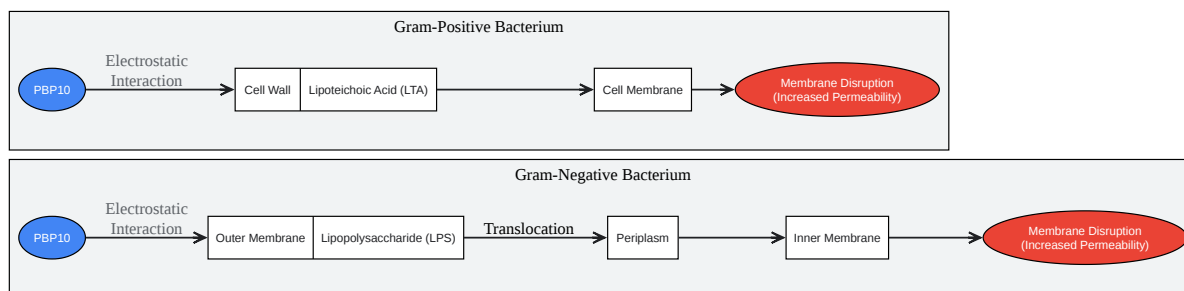 Gram-Positive Bacterium
Electrostatic
Interaction
PBP10
Cell Wall
Lipoteichoic Acid (LTA)
Cell Membrane
Membrane Disruption
(Increased Permeability)
Gram-Negative Bacterium
Electrostatic
Interaction
PBP10
Outer Membrane
Lipopolysaccharide (LPS)
Translocation
Periplasm
Inner Membrane
Membrane Disruption
(Increased Permeability)